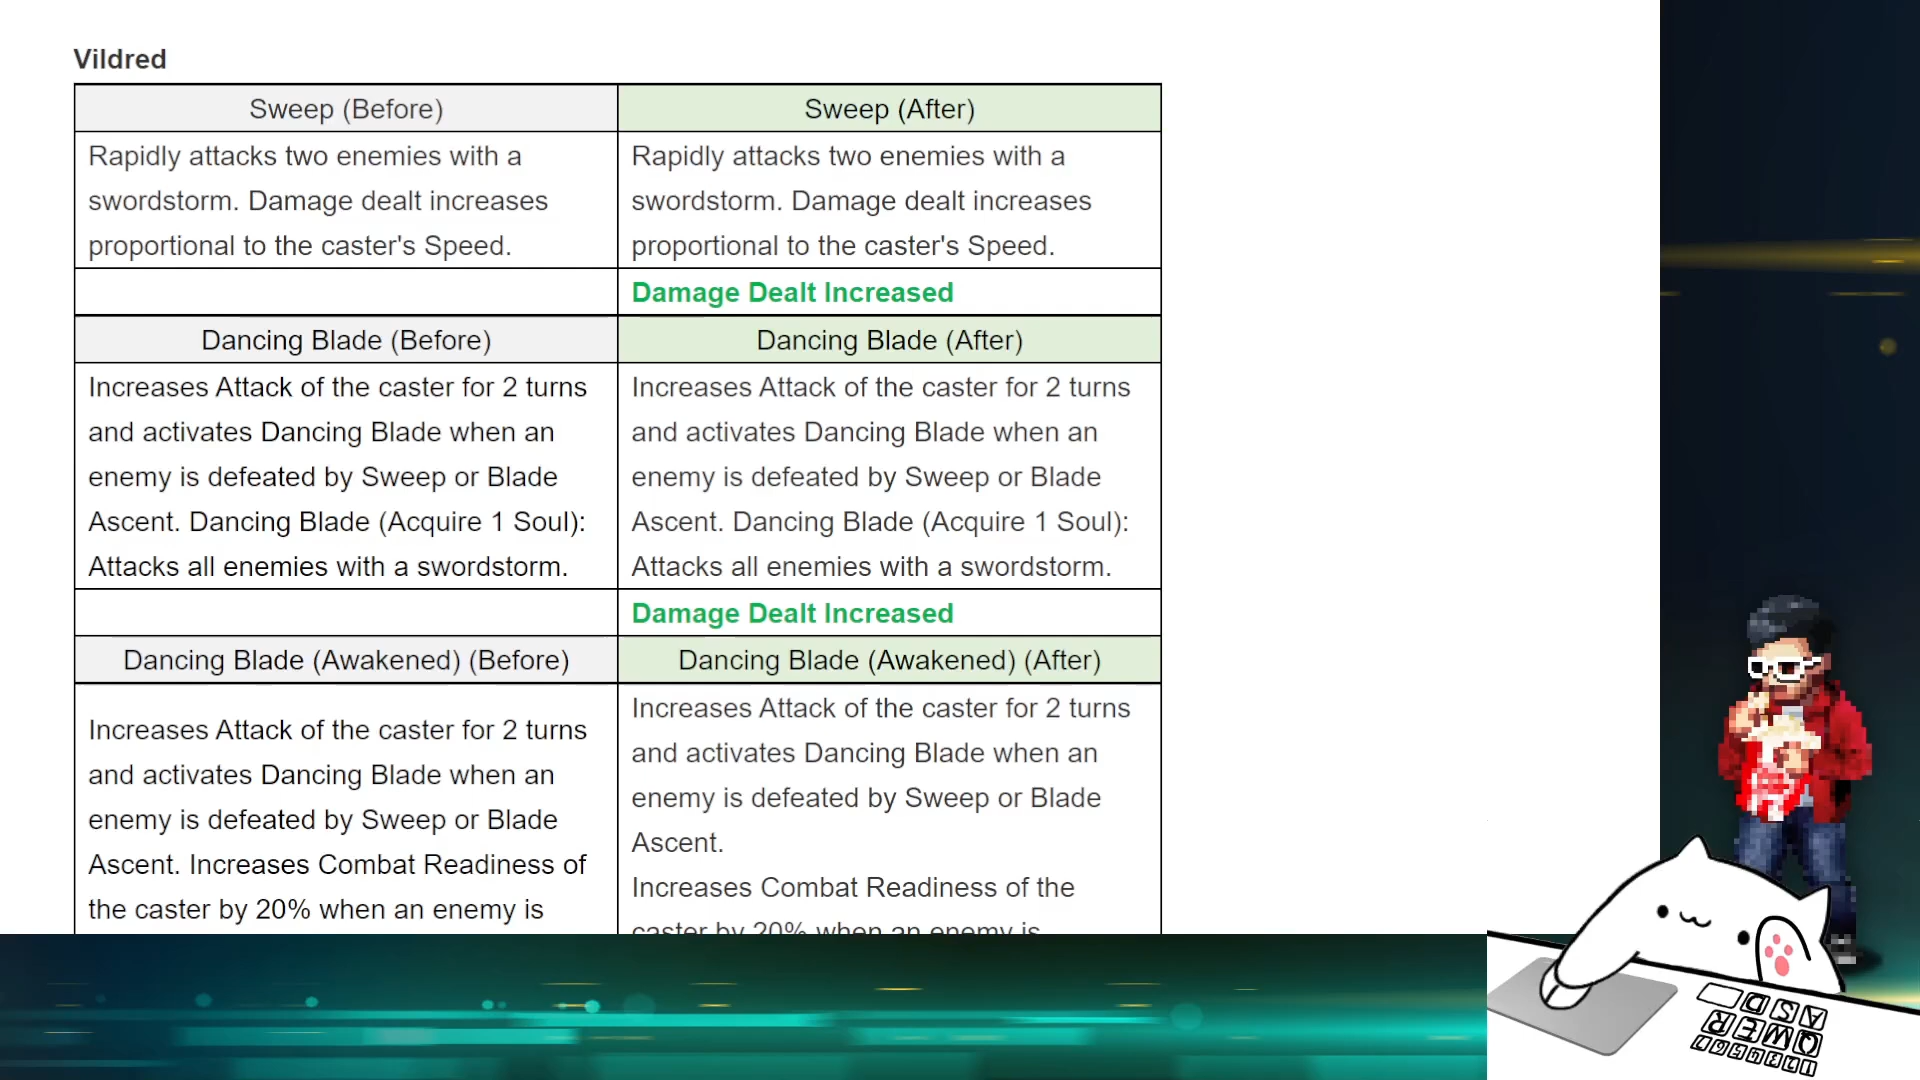 Vildred
Sweep (Before)
Sweep (After)
Rapidly attacks two enemies with a
swordstorm. Damage dealt increases
proportional to the caster's Speed.
Rapidly attacks two enemies with a
swordstorm. Damage dealt increases
proportional to the caster's Speed.
Damage Dealt Increased
Dancing Blade (Before)
Dancing Blade (After)
Increases Attack of the caster for 2 turns
and activates Dancing Blade when an
enemy is defeated by Sweep or Blade
Ascent. Dancing Blade (Acquire 1 Soul):
Attacks all enemies with a swordstorm.
Increases Attack of the caster for 2 turns
and activates Dancing Blade when an
enemy is defeated by Sweep or Blade
Ascent. Dancing Blade (Acquire 1 Soul):
Attacks all enemies with a swordstorm.
Damage Dealt Increased
Dancing Blade (Awakened) (Before)
Dancing Blade (Awakened) (After)
Increases Attack of the caster for 2 turns
and activates Dancing Blade when an
enemy is defeated by Sweep or Blade
Ascent. Increases Combat Readiness of
the caster by 20% when an enemy is
Increases Attack of the caster for 2 turns
and activates Dancing Blade when an
enemy is defeated by Sweep or Blade
Ascent.
Increases Combat Readiness of the
caster by 20% when an enemy is
A S D
Q W E R